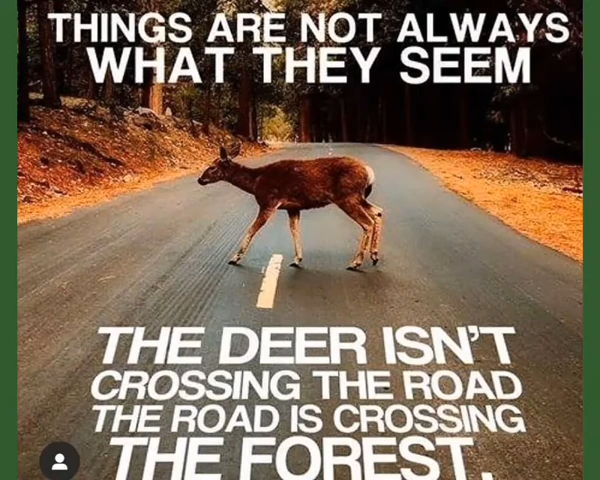 THINGS ARE NOT ALWAYS
WHAT THEY SEEM
THE DEER ISN'T
CROSSING THE ROAD
THE ROAD IS CROSSING
THE FOREST.